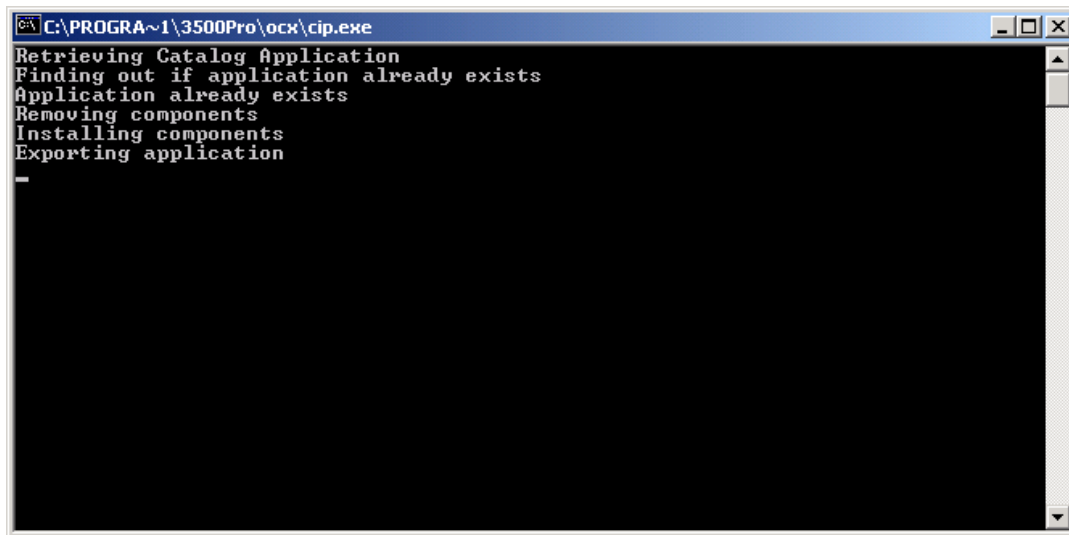 C:\PROGRA~1\3500Pro\ocx\cip.exe
Retrieving Catalog Application
Finding out if application already exists
Application already exists
Removing components
Installing components
Exporting application